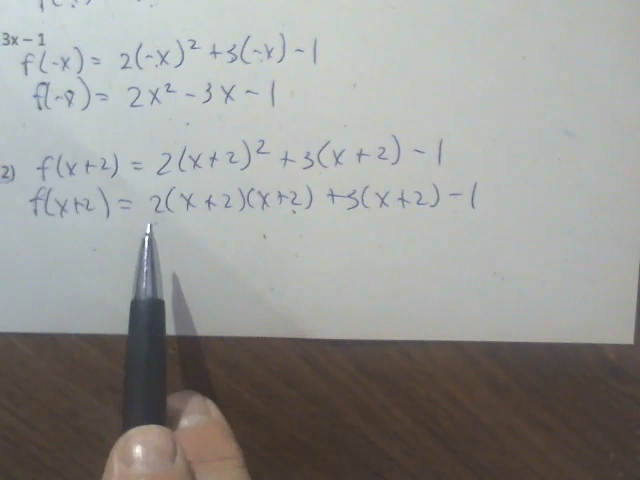 3x – 1
f(-x) = 2(-x)² + 3(-x) - 1
f(-x) = 2x² - 3x - 1
2) f(x+2) = 2(x+2)² + 3(x+2) - 1
f(x+2) = 2(x+2)(x+2) + 3(x+2) - 1